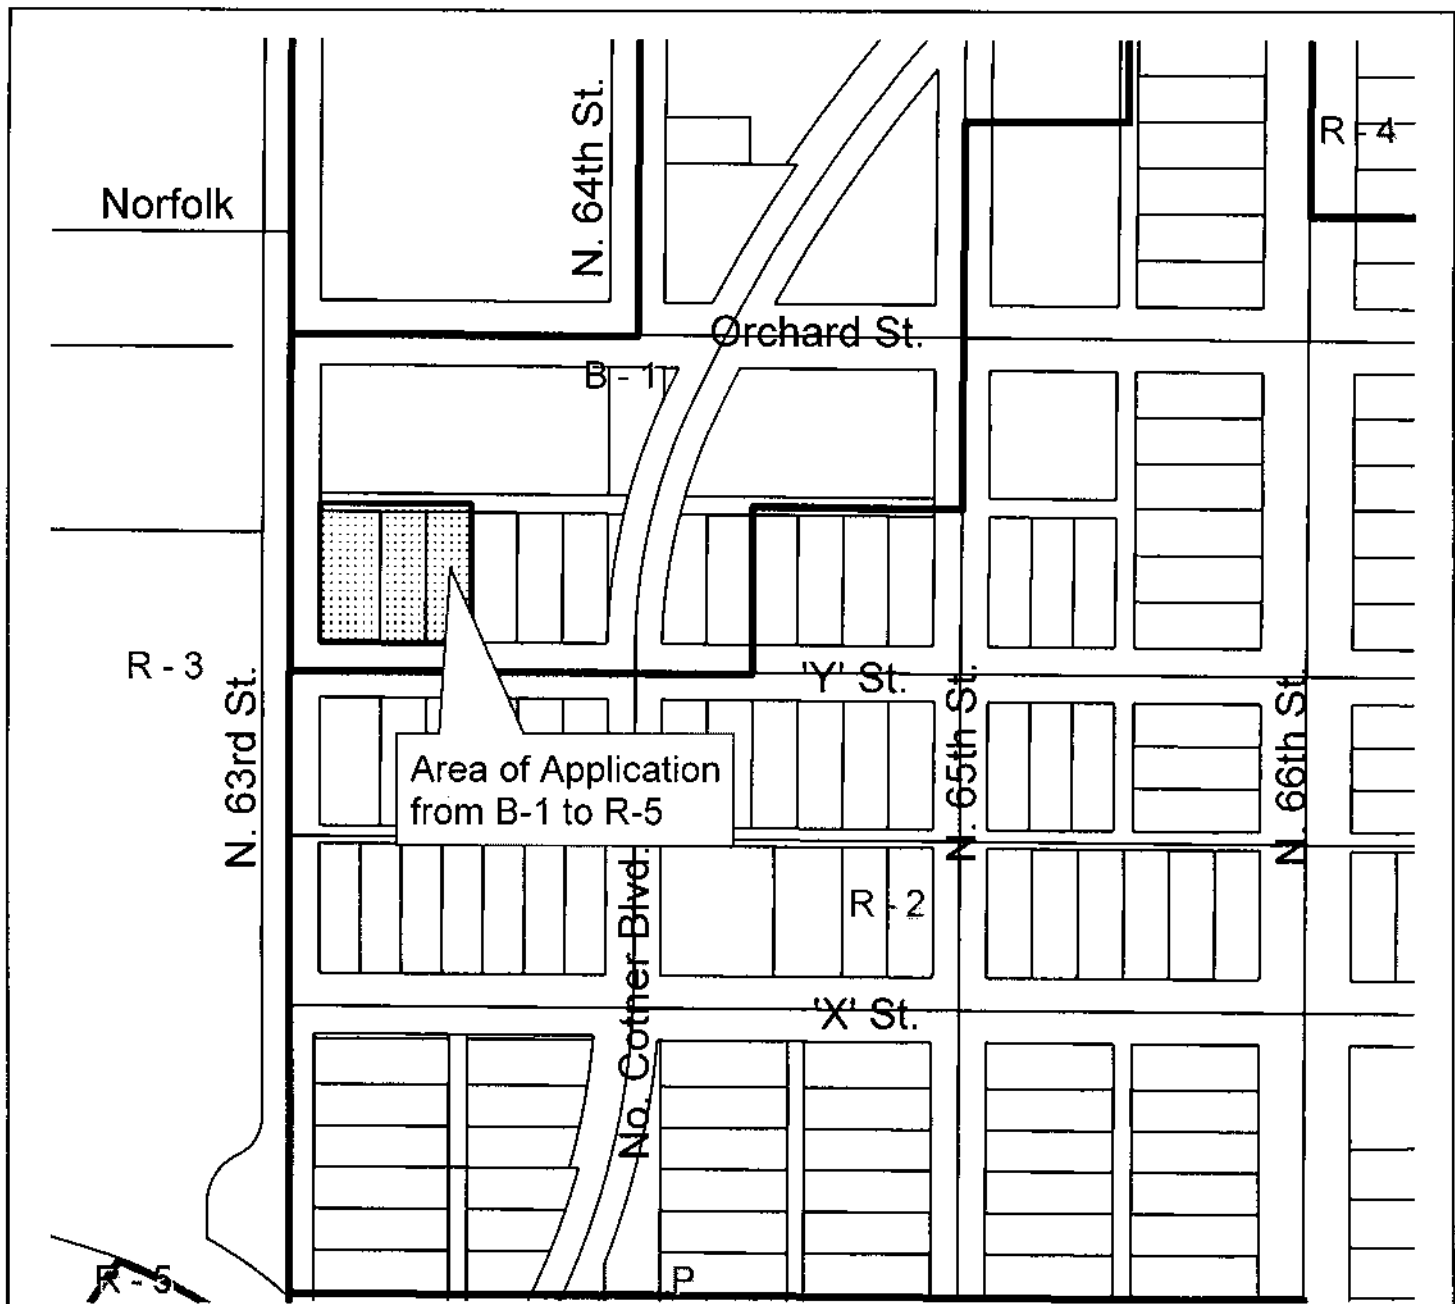 R - 4
N. 64th St.
Norfolk
Orchard St.
B - 1
R - 3
'Y' St.
N. 63rd St.
N. 65th St.
N. 66th St.
Area of Application
from B-1 to R-5
R - 2
No. Cotner Blvd.
'X' St.
R - 5
P